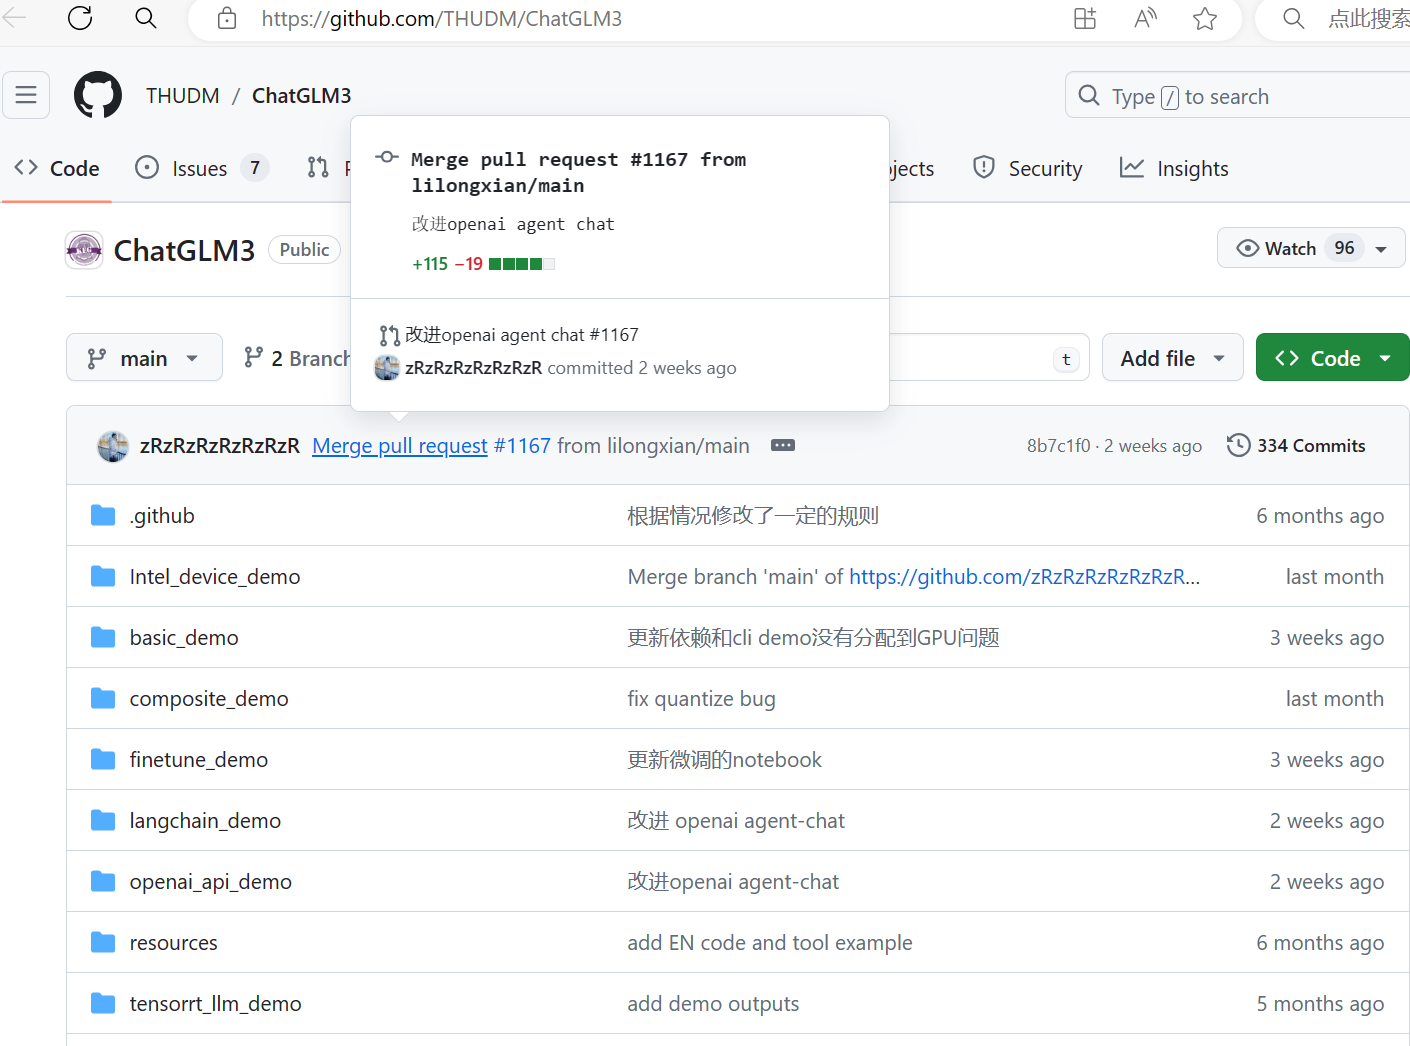 https://github.com/THUDM/ChatGLM3
点此搜索
THUDM / ChatGLM3
Type / to search
Code
Issues 7
Security
Insights
Merge pull request #1167 from
lilongxian/main
改进openai agent chat
+115 −19
改进openai agent chat #1167
zRzRzRzRzRzRzR committed 2 weeks ago
ChatGLM3 Public
Watch 96
main
2 Branch
t
Add file
Code
zRzRzRzRzRzRzR Merge pull request #1167 from lilongxian/main
8b7c1f0 · 2 weeks ago
334 Commits
.github 根据情况修改了一定的规则 6 months ago
Intel_device_demo Merge branch 'main' of https://github.com/zRzRzRzRzRzRzR... last month
basic_demo 更新依赖和cli demo没有分配到GPU问题 3 weeks ago
composite_demo fix quantize bug last month
finetune_demo 更新微调的notebook 3 weeks ago
langchain_demo 改进 openai agent-chat 2 weeks ago
openai_api_demo 改进openai agent-chat 2 weeks ago
resources add EN code and tool example 6 months ago
tensorrt_llm_demo add demo outputs 5 months ago